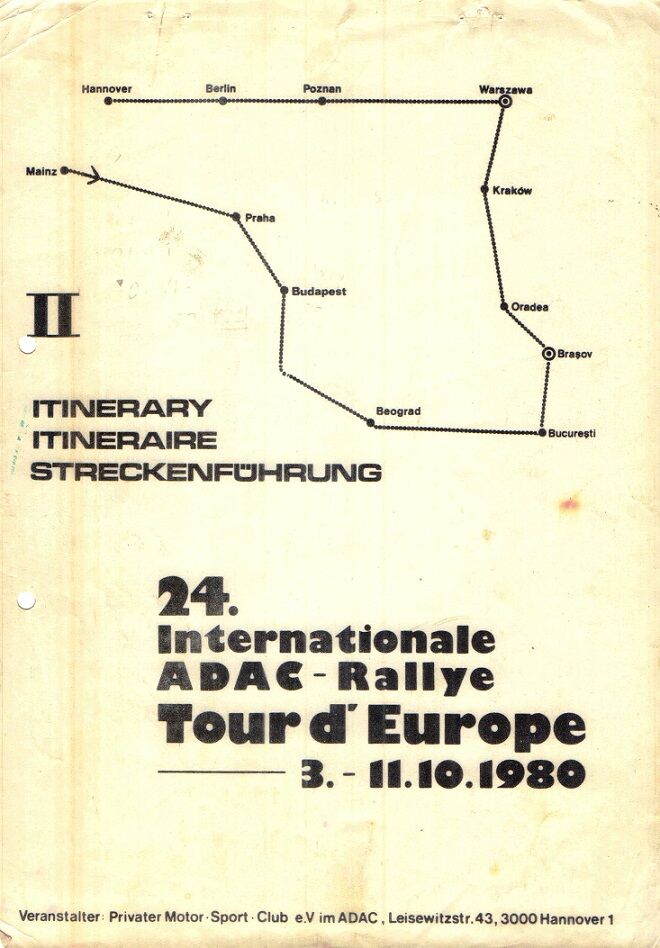 Hannover
Berlin
Poznan
Warszawa
Mainz
Kraków
Praha
Budapest
Oradea
Braşov
Beograd
Bucureşti
II
ITINERARY
ITINERAIRE
STRECKENFÜHRUNG
24.
Internationale
ADAC - Rallye
Tour d' Europe
3. - 11.10.1980
Veranstalter: Privater Motor · Sport · Club e.V im ADAC , Leisewitzstr. 43, 3000 Hannover 1